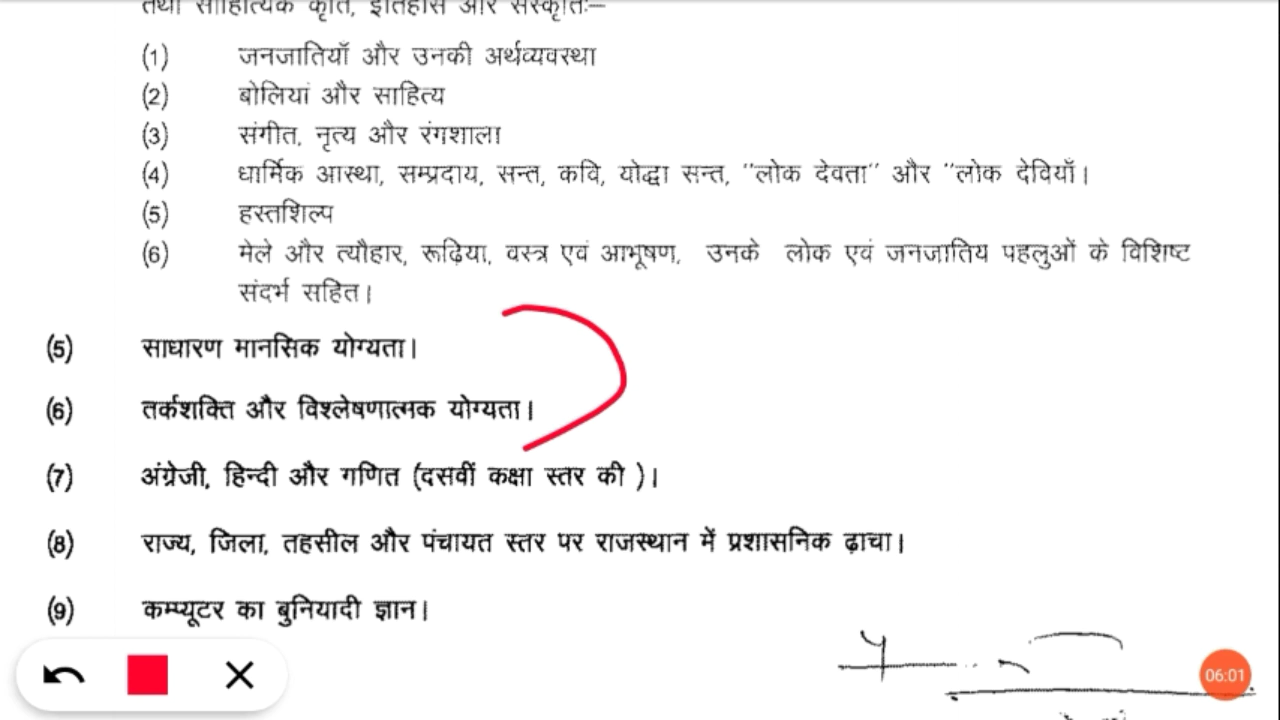 तथा साहित्यिक कृति, इतिहास और संस्कृतिः–
(1) जनजातियाँ और उनकी अर्थव्यवस्था
(2) बोलियां और साहित्य
(3) संगीत, नृत्य और रंगशाला
(4) धार्मिक आस्था, सम्प्रदाय, सन्त, कवि, योद्धा सन्त, "लोक देवता" और "लोक देवियाँ।
(5) हस्तशिल्प
(6) मेले और त्यौहार, रूढ़िया, वस्त्र एवं आभूषण, उनके लोक एवं जनजातिय पहलुओं के विशिष्ट
संदर्भ सहित।
(5) साधारण मानसिक योग्यता।
(6) तर्कशक्ति और विश्लेषणात्मक योग्यता।
(7) अंग्रेजी, हिन्दी और गणित (दसवीं कक्षा स्तर की )।
(8) राज्य, जिला, तहसील और पंचायत स्तर पर राजस्थान में प्रशासनिक ढ़ाचा।
(9) कम्प्यूटर का बुनियादी ज्ञान।
06:01